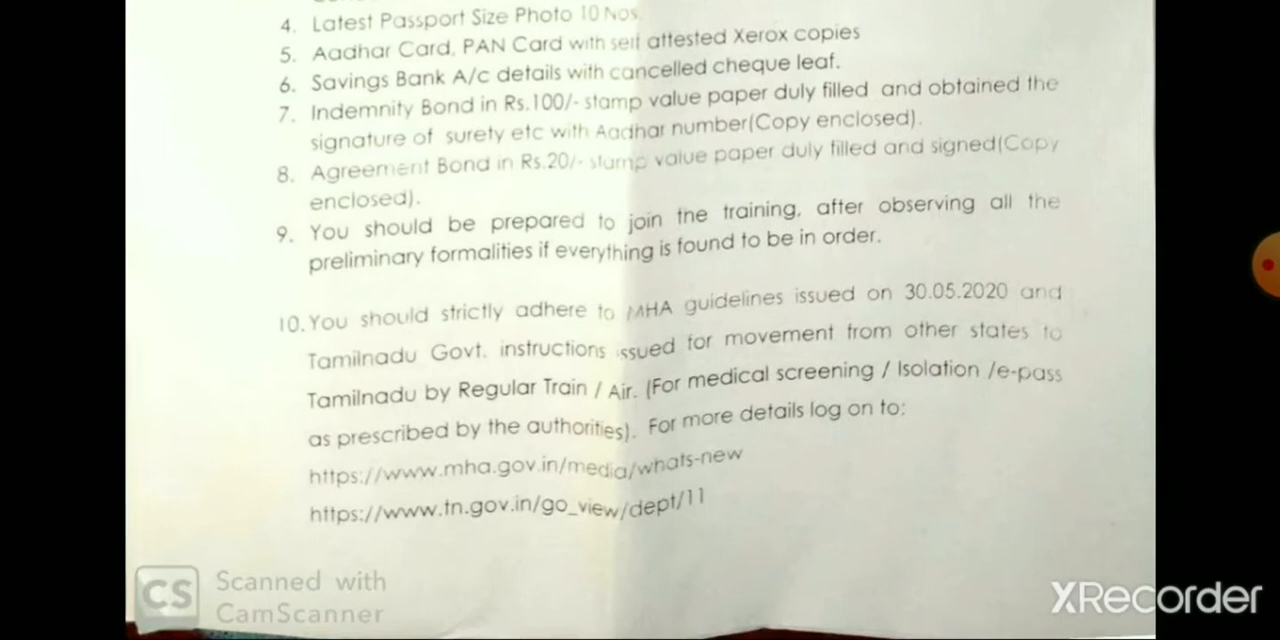 4. Latest Passport Size Photo 10 Nos.
5. Aadhar Card, PAN Card with self attested Xerox copies
6. Savings Bank A/c details with cancelled cheque leaf.
7. Indemnity Bond in Rs.100/- stamp value paper duly filled and obtained the
signature of surety etc with Aadhar number(Copy enclosed).
8. Agreement Bond in Rs.20/- stamp value paper duly filled and signed(Copy
enclosed).
9. You should be prepared to join the training, after observing all the
preliminary formalities if everything is found to be in order.
10. You should strictly adhere to MHA guidelines issued on 30.05.2020 and
Tamilnadu Govt. instructions issued for movement from other states to
Tamilnadu by Regular Train / Air. (For medical screening / Isolation /e-pass
as prescribed by the authorities). For more details log on to:
https://www.mha.gov.in/media/whats-new
https://www.tn.gov.in/go_view/dept/11
CS Scanned with
CamScanner
XRecorder